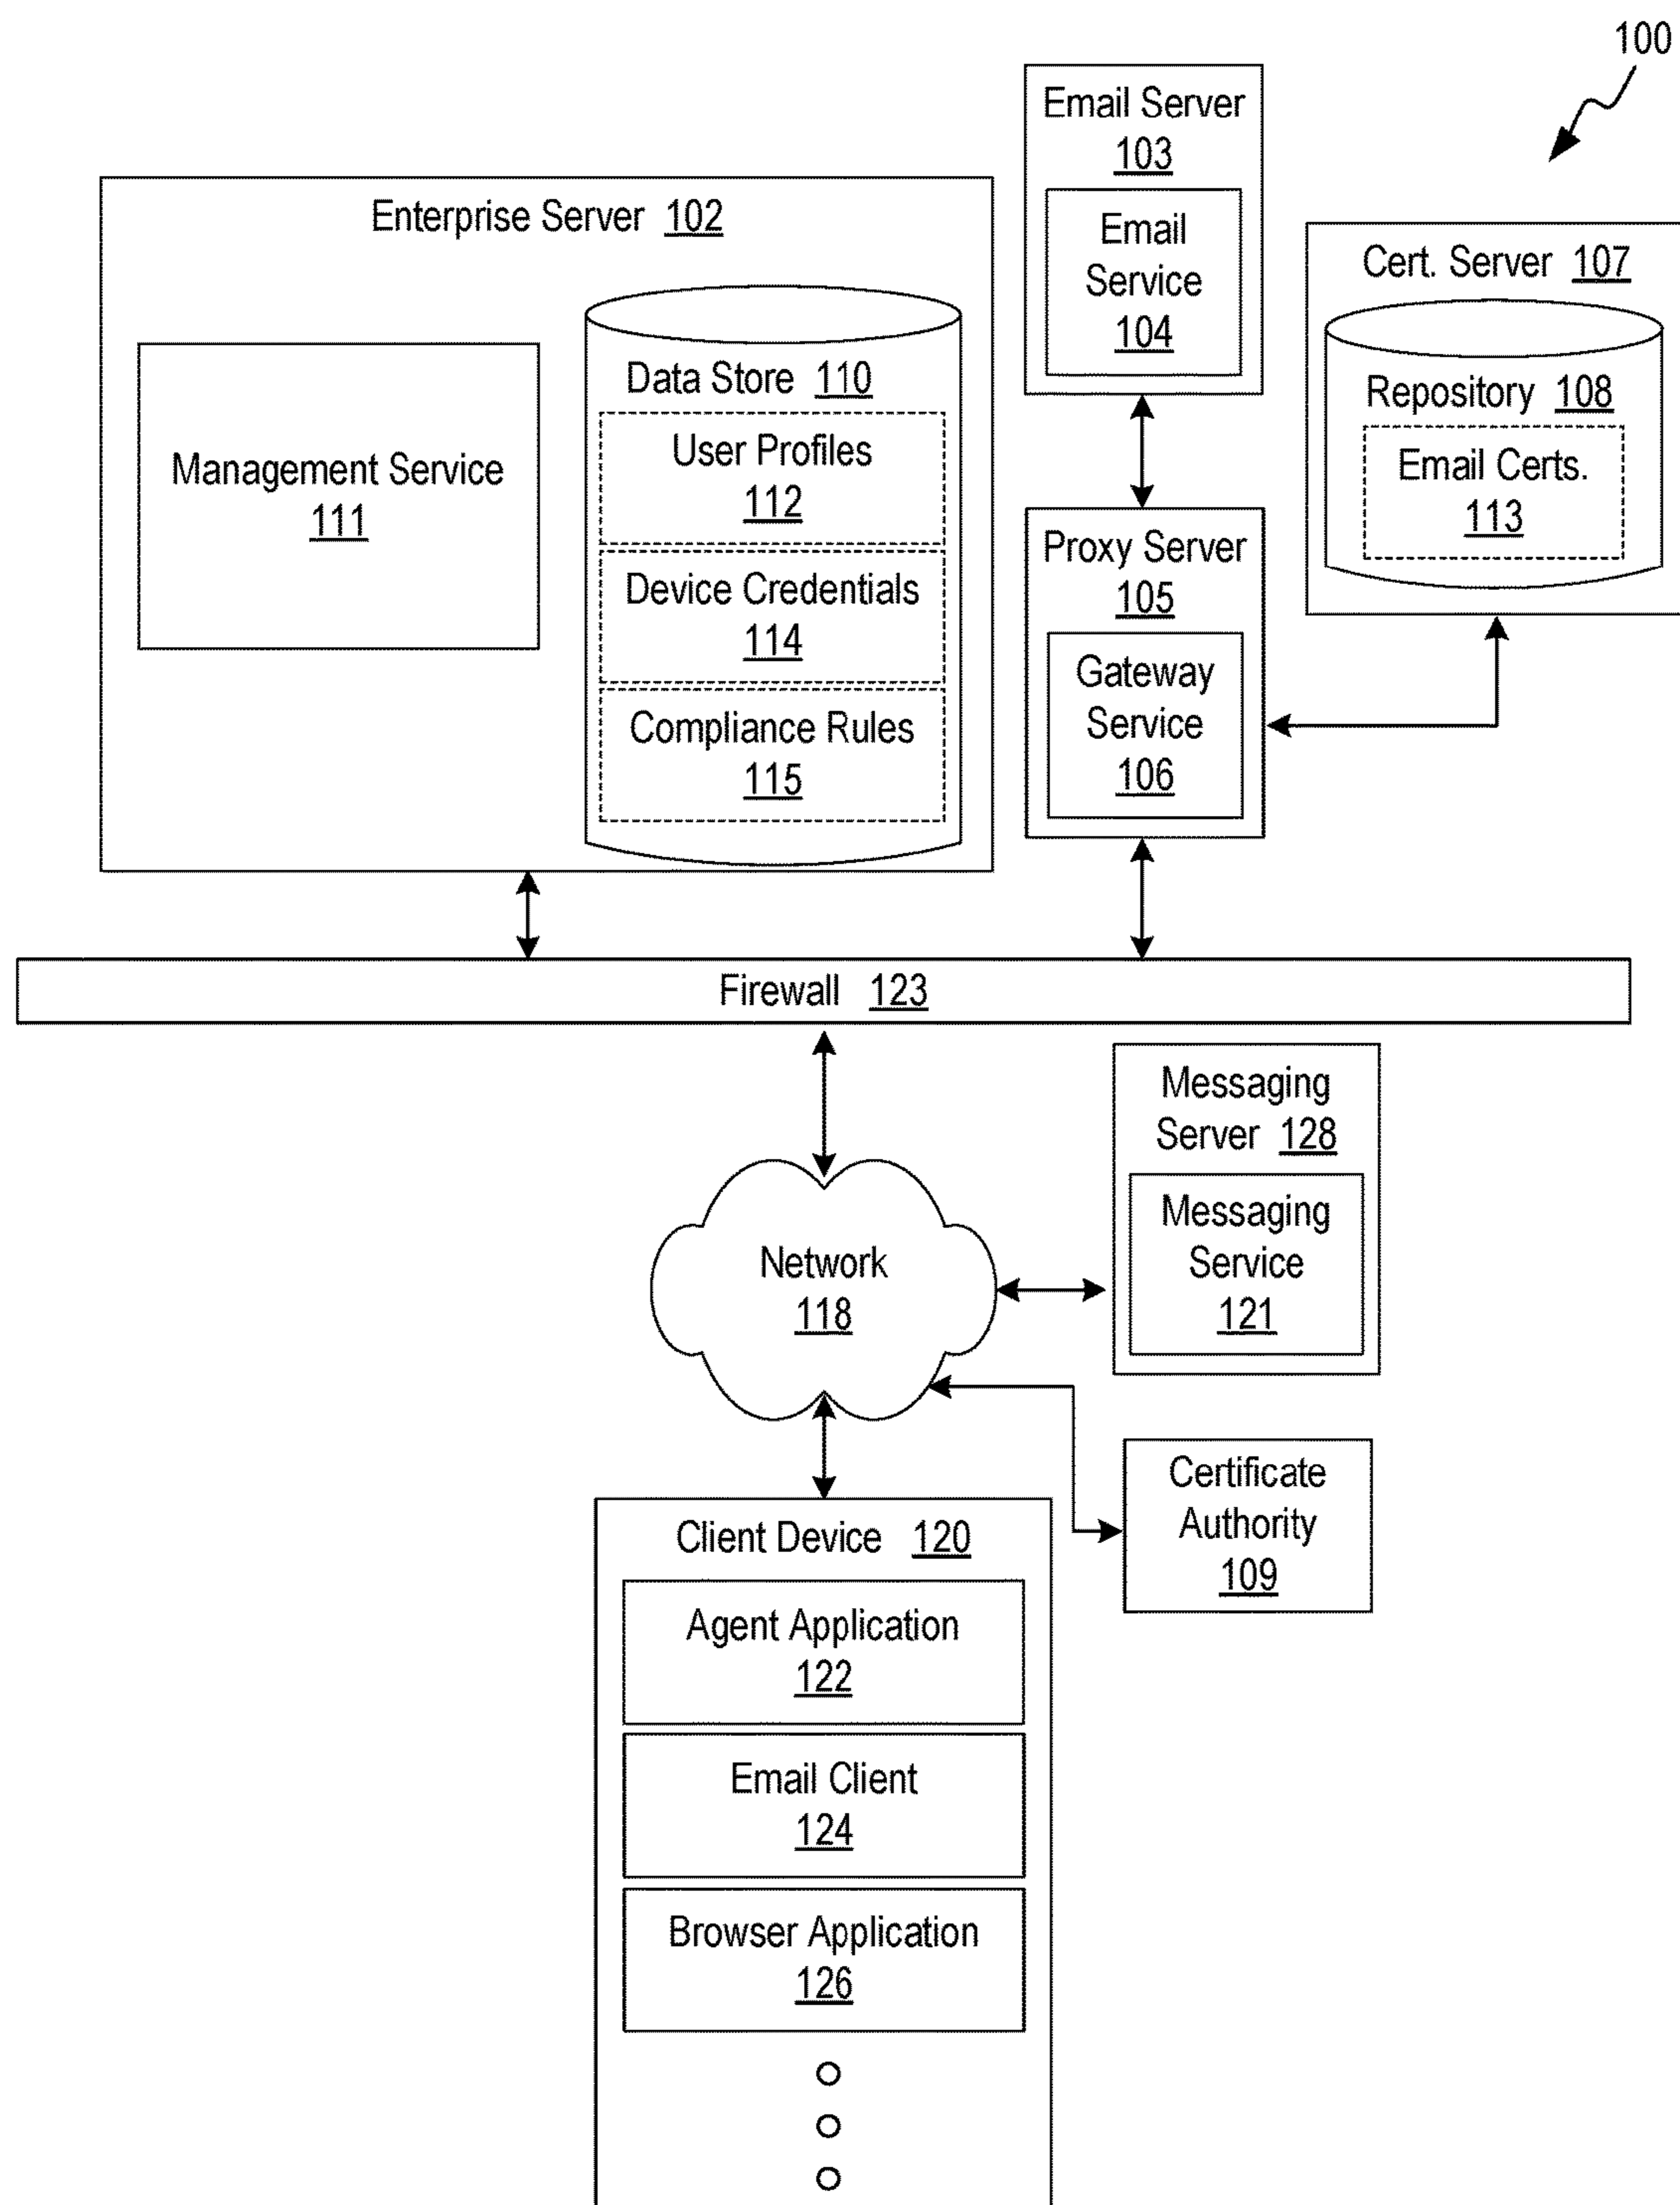 100
Email Server
103
Email
Service
104
Enterprise Server 102
Management Service
111
Data Store 110
User Profiles
112
Device Credentials
114
Compliance Rules
115
Cert. Server 107
Repository 108
Email Certs.
113
Proxy Server
105
Gateway
Service
106
Firewall 123
Messaging
Server 128
Messaging
Service
121
Network
118
Certificate
Authority
109
Client Device 120
Agent Application
122
Email Client
124
Browser Application
126